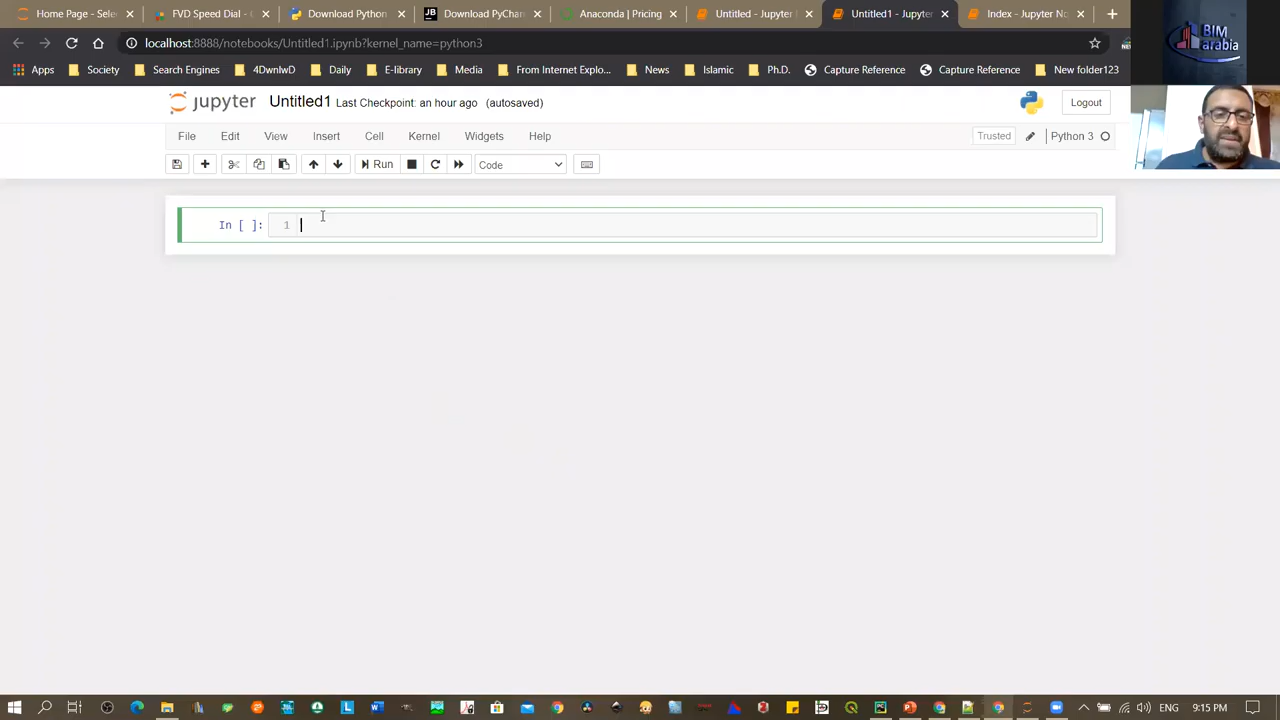 Home Page - Sele
FVD Speed Dial -
Download Python
Download PyChar
Anaconda | Pricing
Untitled - Jupyter
Untitled1 - Jupyter
Index - Jupyter No
localhost:8888/notebooks/Untitled1.ipynb?kernel_name=python3
Apps
Society
Search Engines
4DwnlwD
Daily
E-library
Media
From Internet Explo...
News
Islamic
Ph.D.
Capture Reference
Capture Reference
New folder123
BIM
arabia
jupyter Untitled1 Last Checkpoint: an hour ago (autosaved)
Logout
File Edit View Insert Cell Kernel Widgets Help
Trusted
Python 3
Run
Code
In [ ]:
1
ENG
9:15 PM